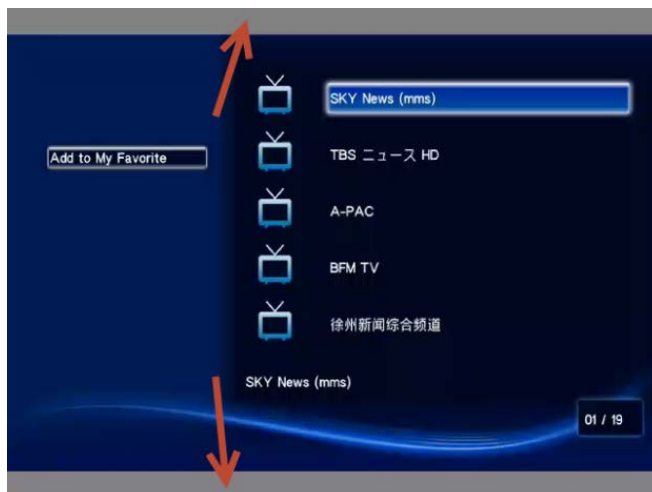 SKY News (mms)
Add to My Favorite
TBS ニュース HD
A-PAC
BFM TV
徐州新闻综合频道
SKY News (mms)
01 / 19